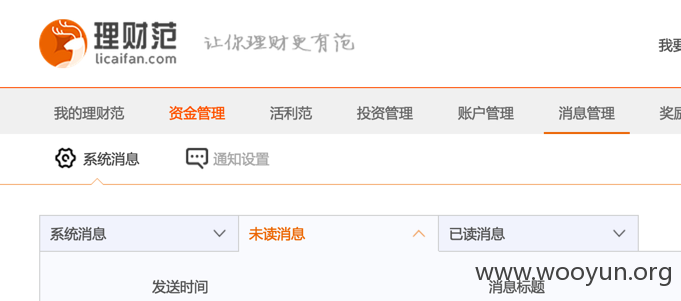 理财范
licaifan.com
让你理财更有范
我要
我的理财范 资金管理 活利范 投资管理 账户管理 消息管理 奖励
系统消息 通知设置
系统消息 未读消息 已读消息
发送时间 消息标题
www.wooyun.org